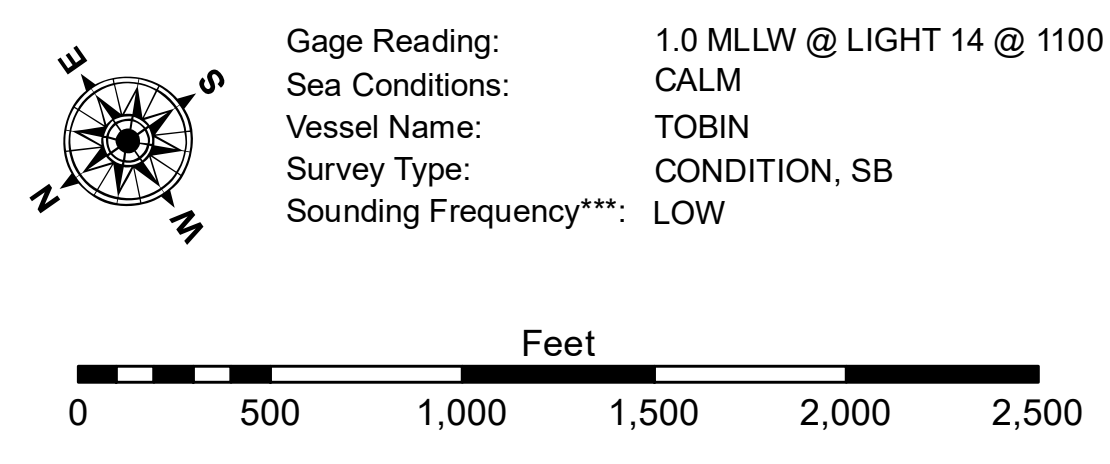 E
S
N
W
Gage Reading: 1.0 MLLW @ LIGHT 14 @ 1100
Sea Conditions: CALM
Vessel Name: TOBIN
Survey Type: CONDITION, SB
Sounding Frequency***: LOW
Feet
0 500 1,000 1,500 2,000 2,500